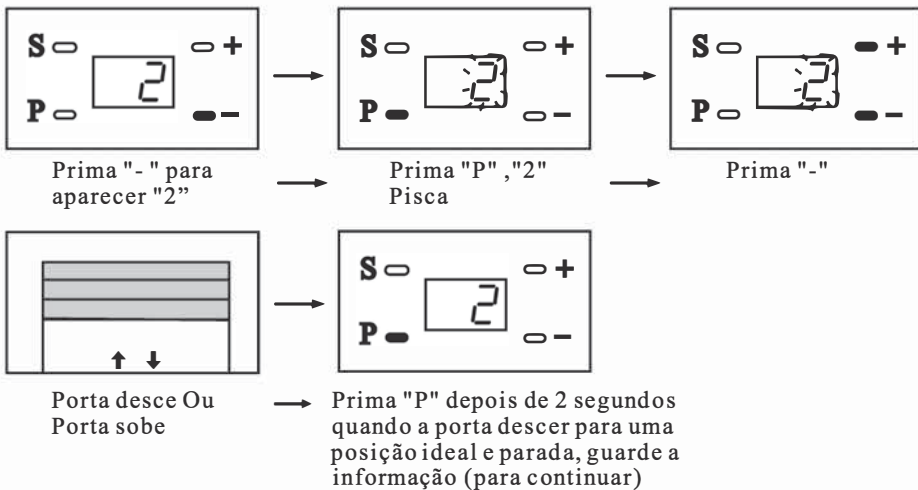 S + 2 P -
S + 2 P -
S + 2 P -
Prima "- " para
aparecer "2”
Prima "P" ,"2"
Pisca
Prima "-"
S + 2 P -
Porta desce Ou
Porta sobe
Prima "P" depois de 2 segundos
quando a porta descer para uma
posição ideal e parada, guarde a
informação (para continuar)